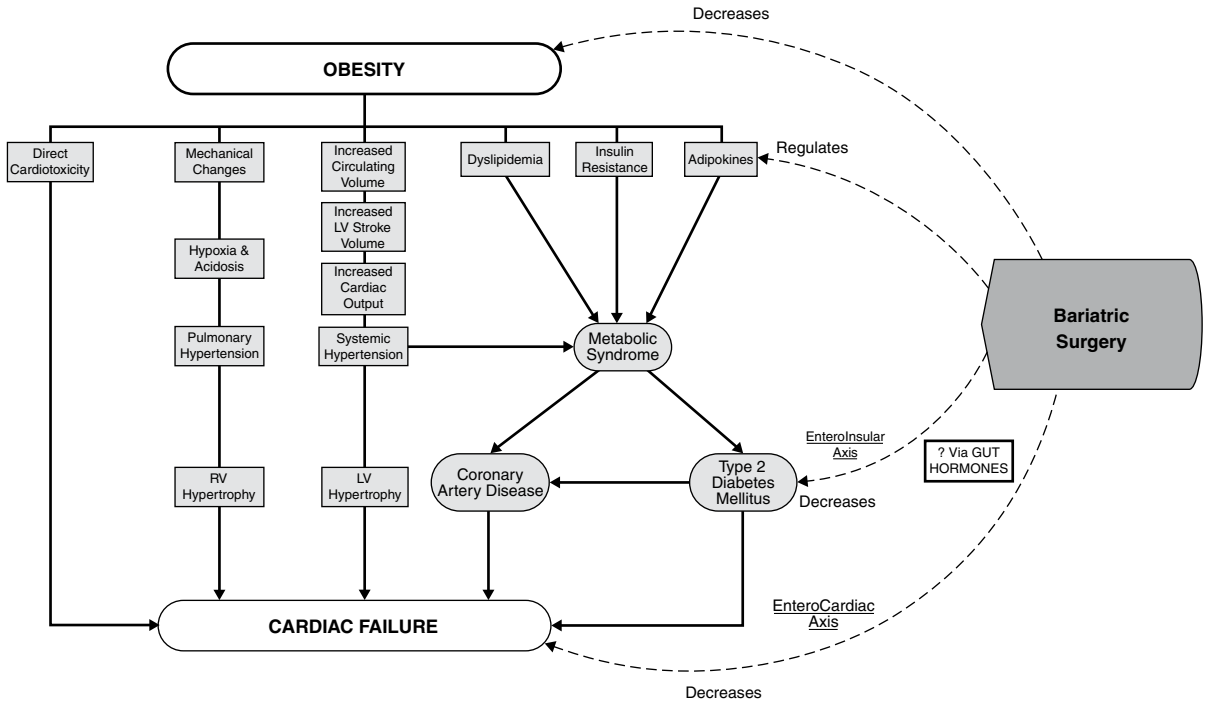 Decreases
OBESITY
Direct
Cardiotoxicity
Mechanical
Changes
Increased
Circulating
Volume
Dyslipidemia
Insulin
Resistance
Adipokines
Regulates
Increased
LV Stroke
Volume
Hypoxia &
Acidosis
Increased
Cardiac
Output
Pulmonary
Hypertension
Systemic
Hypertension
Metabolic
Syndrome
Bariatric
Surgery
RV
Hypertrophy
LV
Hypertrophy
Coronary
Artery Disease
Type 2
Diabetes
Mellitus
EnteroInsular
Axis
Decreases
? Via GUT
HORMONES
CARDIAC FAILURE
EnteroCardiac
Axis
Decreases